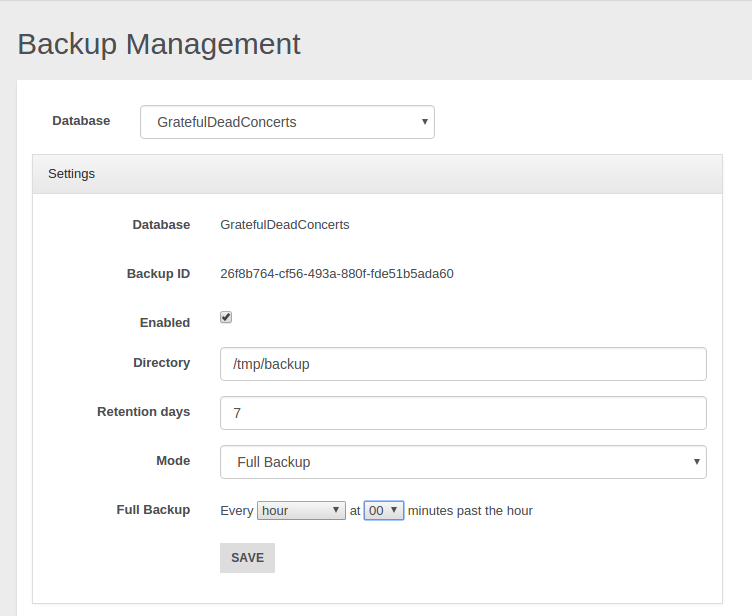 Backup Management
Database GratefulDeadConcerts
Settings
Database GratefulDeadConcerts
Backup ID 26f8b764-cf56-493a-880f-fde51b5ada60
Enabled
Directory /tmp/backup
Retention days 7
Mode Full Backup
Full Backup Every hour at 00 minutes past the hour
SAVE